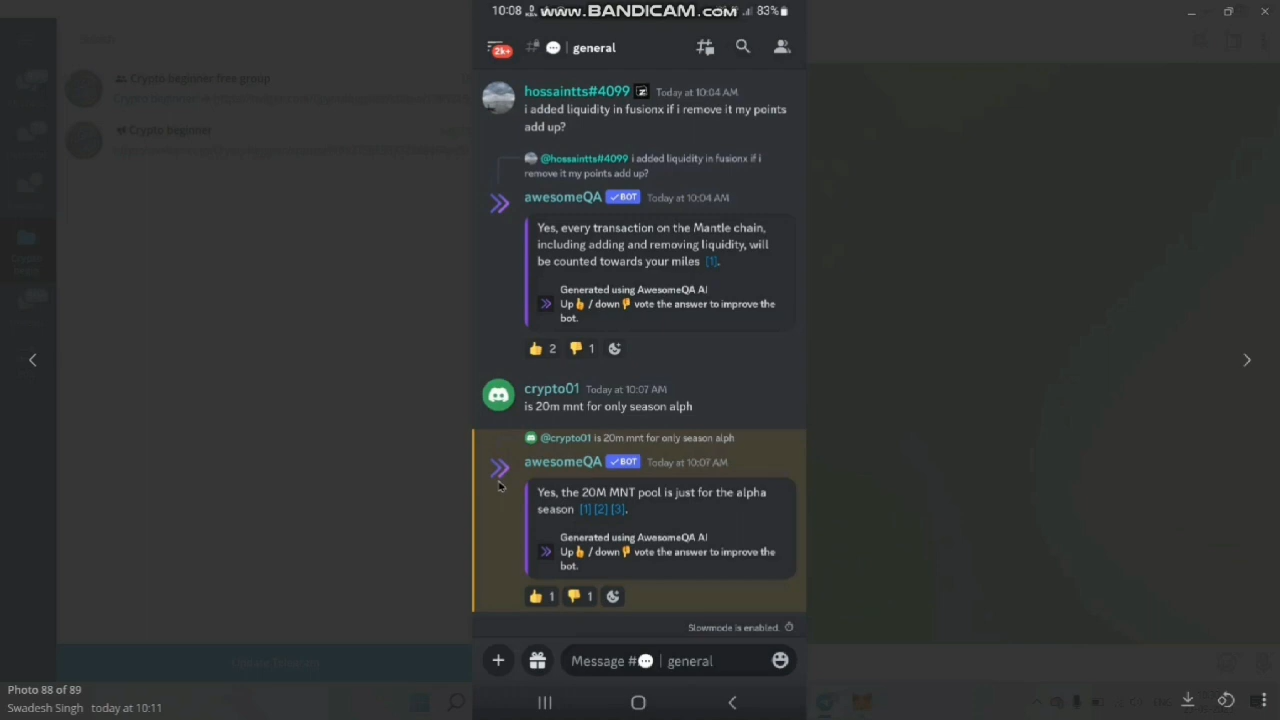 10:08
www.BANDICAM.com
83%
2k+
general
hossaintts#4099 Today at 10:04 AM
i added liquidity in fusionx if i remove it my points
add up?
@hossaintts#4099 i added liquidity in fusionx if i
remove it my points add up?
awesomeQA ✓BOT Today at 10:04 AM
Yes, every transaction on the Mantle chain,
including adding and removing liquidity, will
be counted towards your miles [1].
Generated using AwesomeQA AI
Up👍 / down👎 vote the answer to improve the
bot.
👍 2 👎 1
crypto01 Today at 10:07 AM
is 20m mnt for only season alph
@crypto01 is 20m mnt for only season alph
awesomeQA ✓BOT Today at 10:07 AM
Yes, the 20M MNT pool is just for the alpha
season [1] [2] [3].
Generated using AwesomeQA AI
Up👍 / down👎 vote the answer to improve the
bot.
👍 1 👎 1
Slowmode is enabled.
Message #💬 | general
Crypto beginner free group
Crypto beginner
Photo 88 of 89
Swadesh Singh today at 10:11